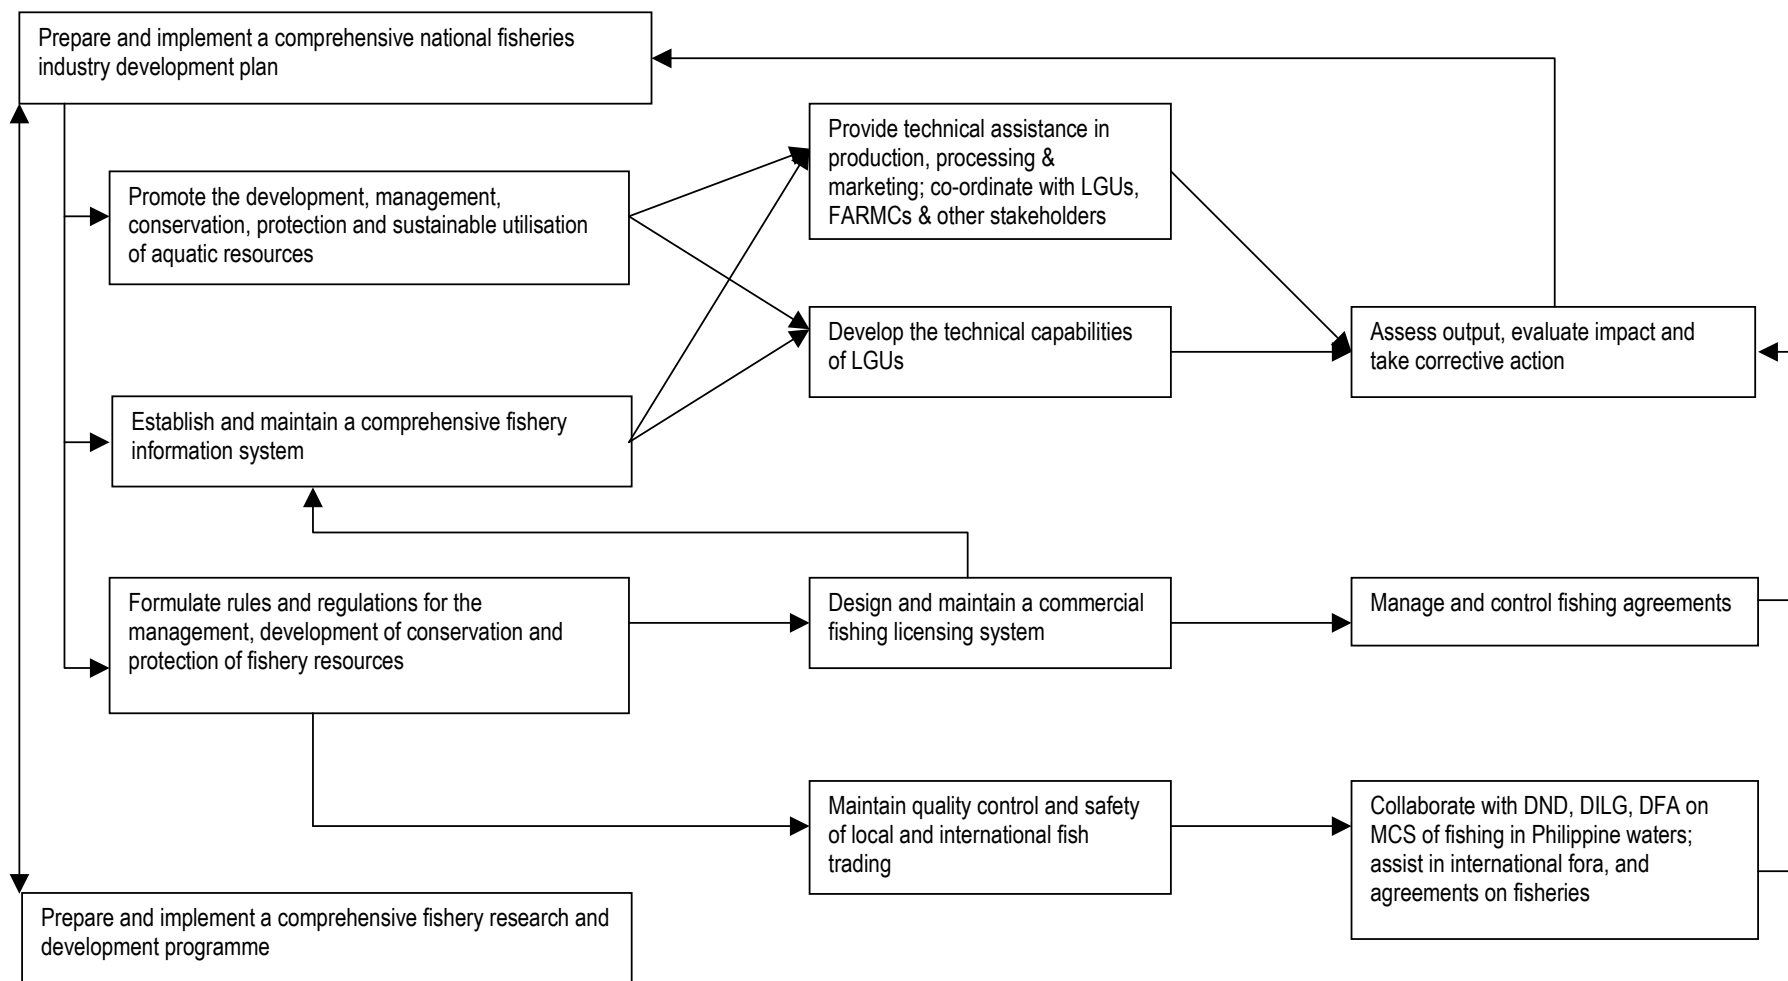 Prepare and implement a comprehensive national fisheries
industry development plan
Provide technical assistance in
production, processing &
marketing; co-ordinate with LGUs,
FARMCs & other stakeholders
Promote the development, management,
conservation, protection and sustainable utilisation
of aquatic resources
Develop the technical capabilities
of LGUs
Assess output, evaluate impact and
take corrective action
Establish and maintain a comprehensive fishery
information system
Formulate rules and regulations for the
management, development of conservation and
protection of fishery resources
Design and maintain a commercial
fishing licensing system
Manage and control fishing agreements
Maintain quality control and safety
of local and international fish
trading
Collaborate with DND, DILG, DFA on
MCS of fishing in Philippine waters;
assist in international fora, and
agreements on fisheries
Prepare and implement a comprehensive fishery research and
development programme